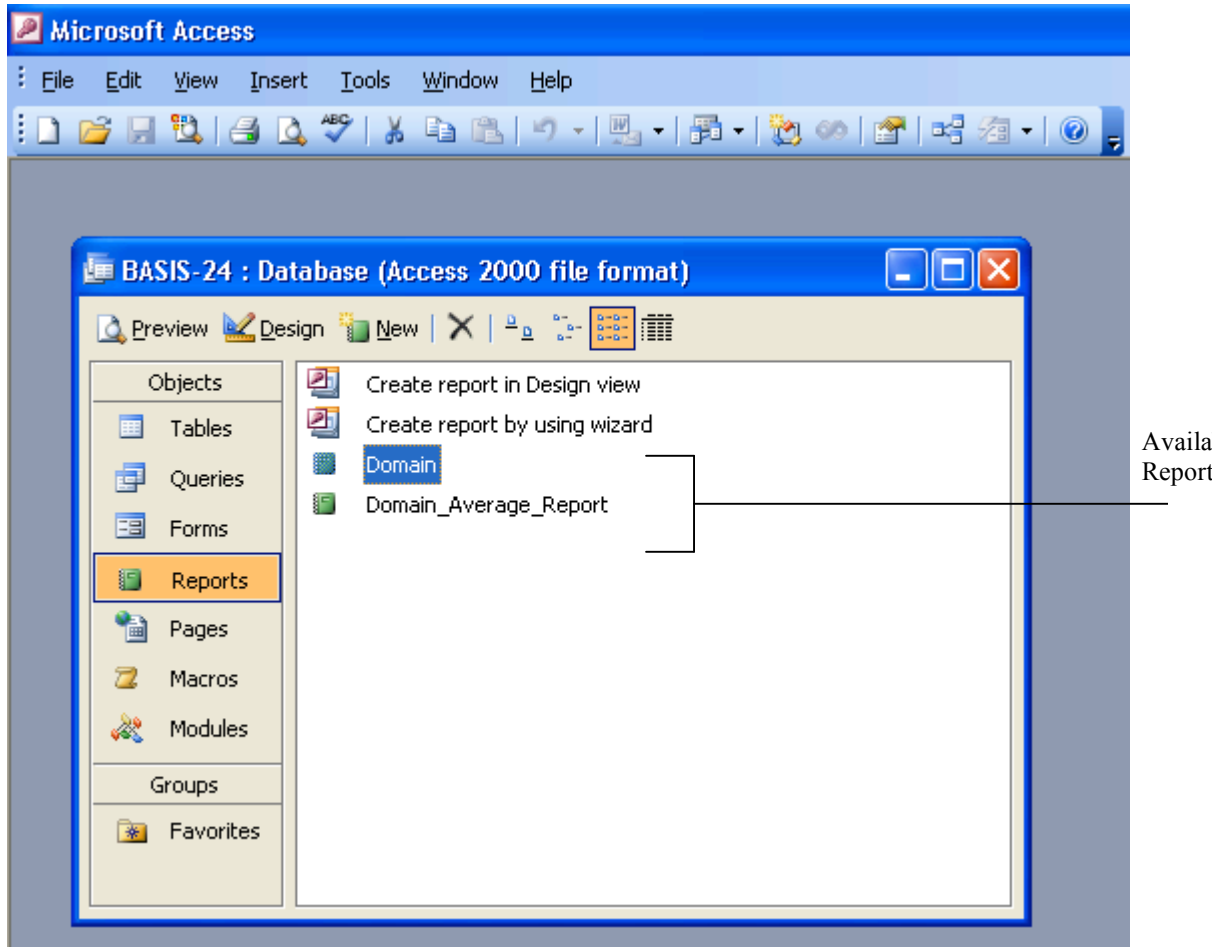 Microsoft Access
File Edit View Insert Tools Window Help
ABC
BASIS-24 : Database (Access 2000 file format)
Preview Design New
Objects
Tables
Queries
Forms
Reports
Pages
Macros
Modules
Groups
Favorites
Create report in Design view
Create report by using wizard
Domain
Domain_Average_Report
Availa
Report